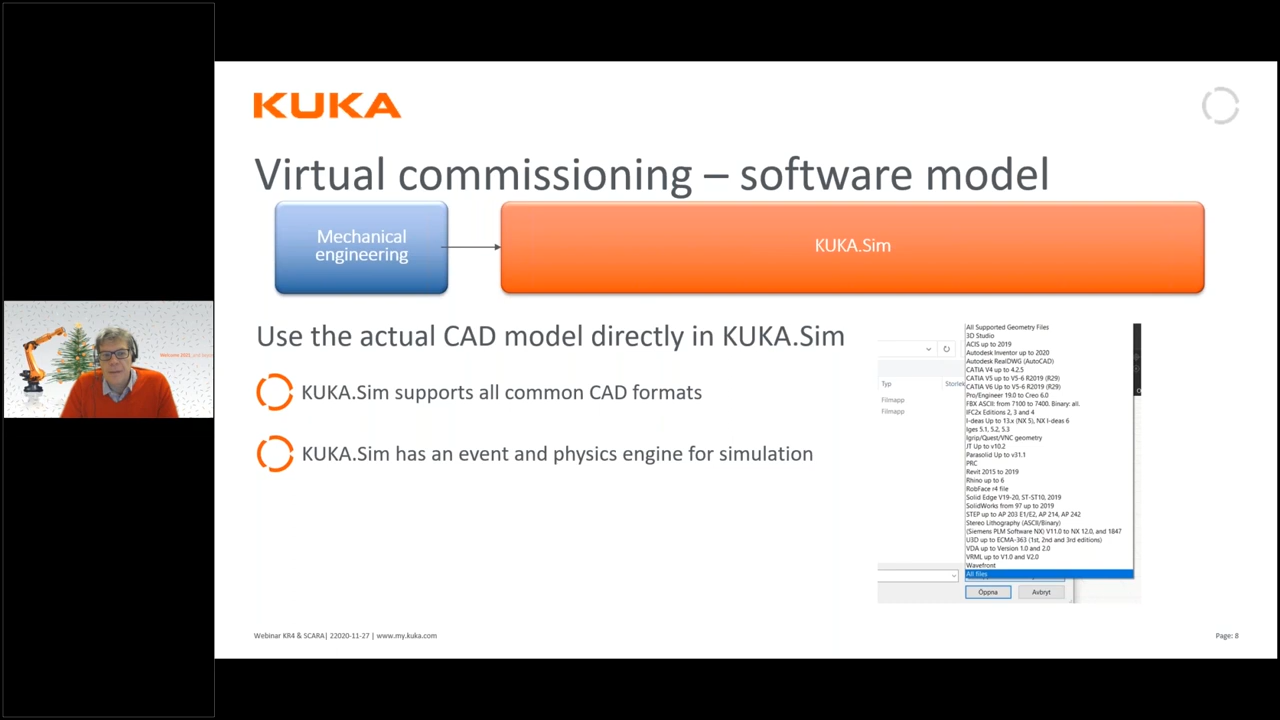 KUKA
Virtual commissioning – software model
Mechanical
engineering
KUKA.Sim
Use the actual CAD model directly in KUKA.Sim
KUKA.Sim supports all common CAD formats
KUKA.Sim has an event and physics engine for simulation
Typ
Storlek
Filmapp
Filmapp
All Supported Geometry Files
3D Studio
ACIS up to 2019
Autodesk Inventor up to 2020
Autodesk RealDWG (AutoCAD)
CATIA V4 up to 4.2.5
CATIA V5 up to V5-6 R2019 (R29)
CATIA V6 Up to V5-6 R2019 (R29)
Pro/Engineer 19.0 to Creo 6.0
FBX ASCII: from 7100 to 7400. Binary: all.
IFC2x Editions 2, 3 and 4
I-deas Up to 13.x (NX 5), NX I-deas 6
Iges 5.1, 5.2, 5.3
Igrip/Quest/VNC geometry
JT Up to v10.2
Parasolid Up to v31.1
PRC
Revit 2015 to 2019
Rhino up to 6
RobFace r4 file
Solid Edge V19-20, ST-ST10, 2019
SolidWorks from 97 up to 2019
STEP up to AP 203 E1/E2, AP 214, AP 242
Stereo Lithography (ASCII/Binary)
(Siemens PLM Software NX) V11.0 to NX 12.0, and 1847
U3D up to ECMA-363 (1st, 2nd and 3rd editions)
VDA up to Version 1.0 and 2.0
VRML up to V1.0 and V2.0
Wavefront
All files
Öppna
Avbryt
Webinar KR4 & SCARA| 22020-11-27 | www.my.kuka.com
Page: 8